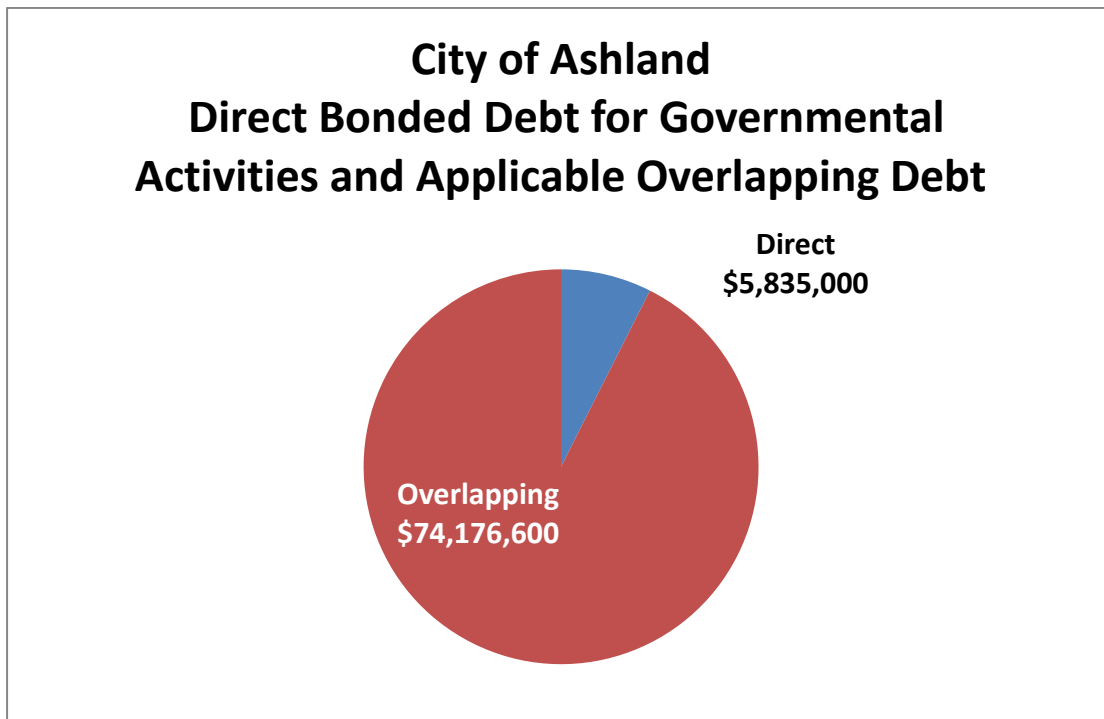 City of Ashland
Direct Bonded Debt for Governmental
Activities and Applicable Overlapping Debt
Direct
$5,835,000
Overlapping
$74,176,600